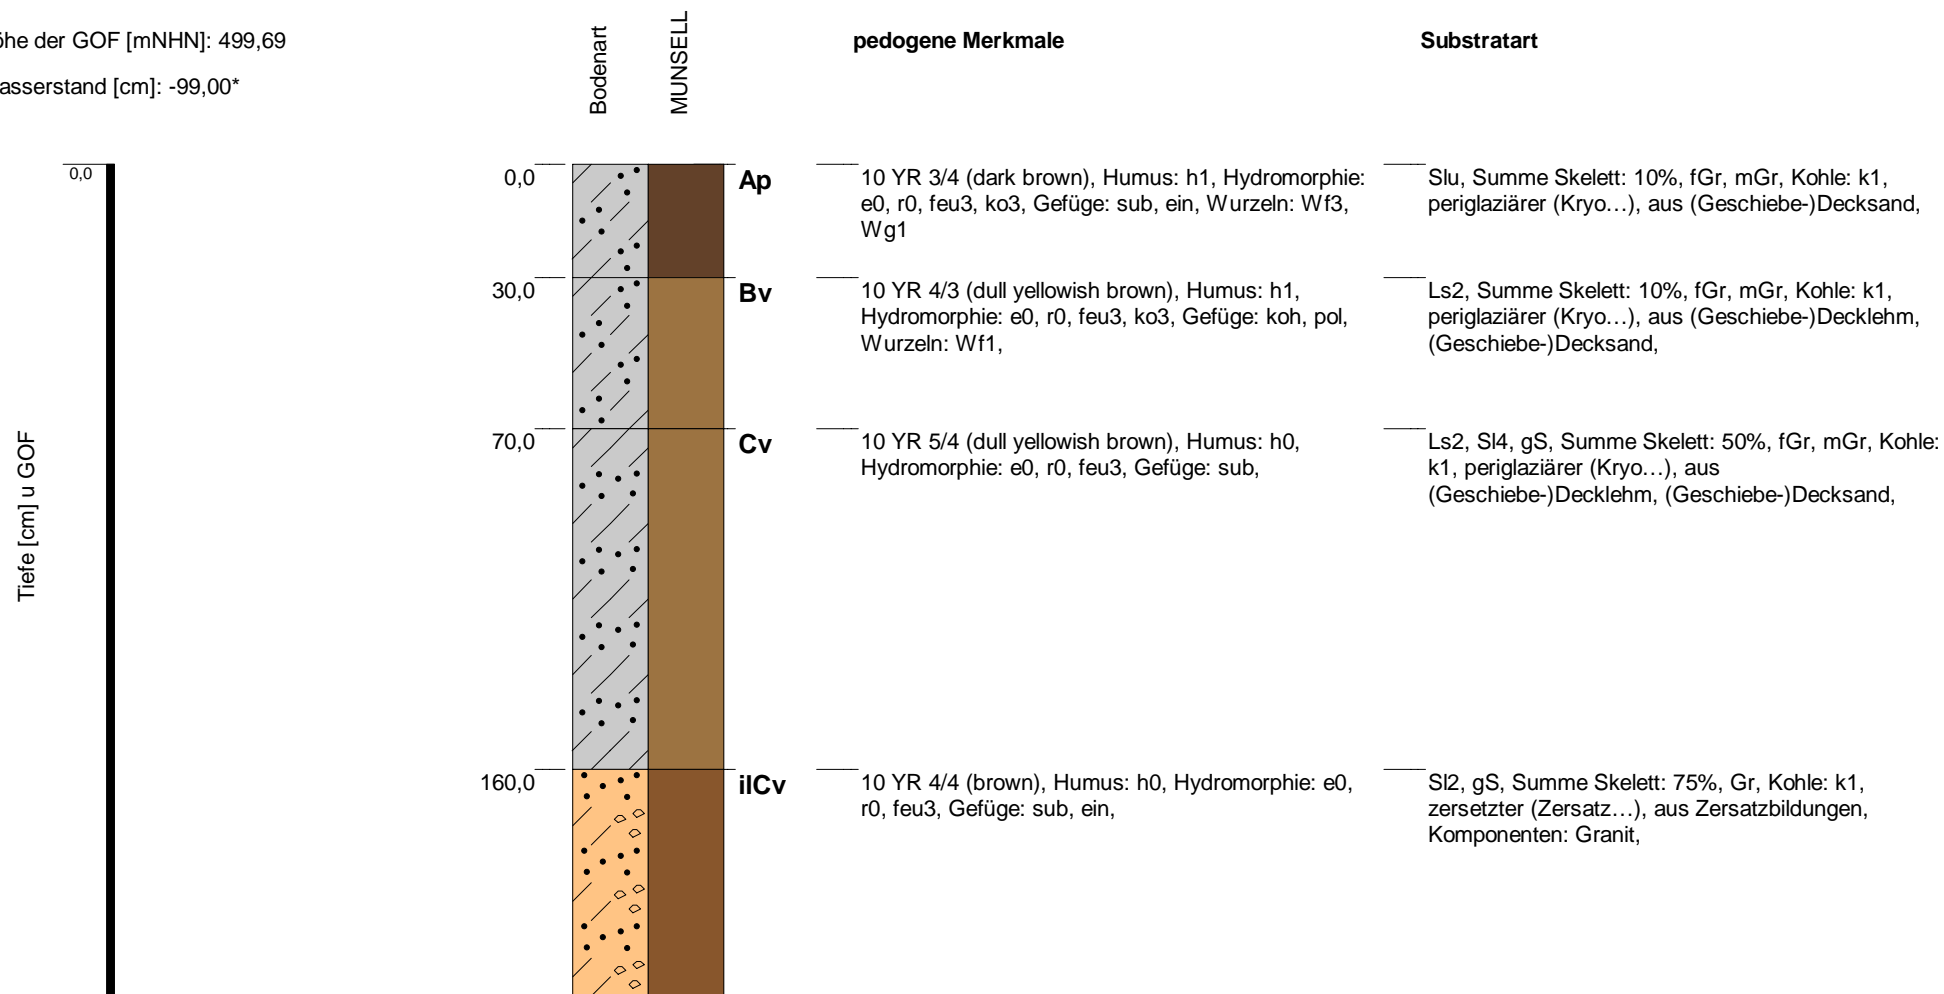 öhe der GOF [mNHN]: 499,69
asserstand [cm]: -99,00*
Bodenart
MUNSELL
pedogene Merkmale
Substratart
Tiefe [cm] u GOF
0,0
0,0
Ap
10 YR 3/4 (dark brown), Humus: h1, Hydromorphie:
e0, r0, feu3, ko3, Gefüge: sub, ein, Wurzeln: Wf3,
Wg1
Slu, Summe Skelett: 10%, fGr, mGr, Kohle: k1,
periglaziärer (Kryo…), aus (Geschiebe-)Decksand,
30,0
Bv
10 YR 4/3 (dull yellowish brown), Humus: h1,
Hydromorphie: e0, r0, feu3, ko3, Gefüge: koh, pol,
Wurzeln: Wf1,
Ls2, Summe Skelett: 10%, fGr, mGr, Kohle: k1,
periglaziärer (Kryo…), aus (Geschiebe-)Decklehm,
(Geschiebe-)Decksand,
70,0
Cv
10 YR 5/4 (dull yellowish brown), Humus: h0,
Hydromorphie: e0, r0, feu3, Gefüge: sub,
Ls2, Sl4, gS, Summe Skelett: 50%, fGr, mGr, Kohle:
k1, periglaziärer (Kryo…), aus
(Geschiebe-)Decklehm, (Geschiebe-)Decksand,
160,0
ilCv
10 YR 4/4 (brown), Humus: h0, Hydromorphie: e0,
r0, feu3, Gefüge: sub, ein,
Sl2, gS, Summe Skelett: 75%, Gr, Kohle: k1,
zersetzter (Zersatz…), aus Zersatzbildungen,
Komponenten: Granit,